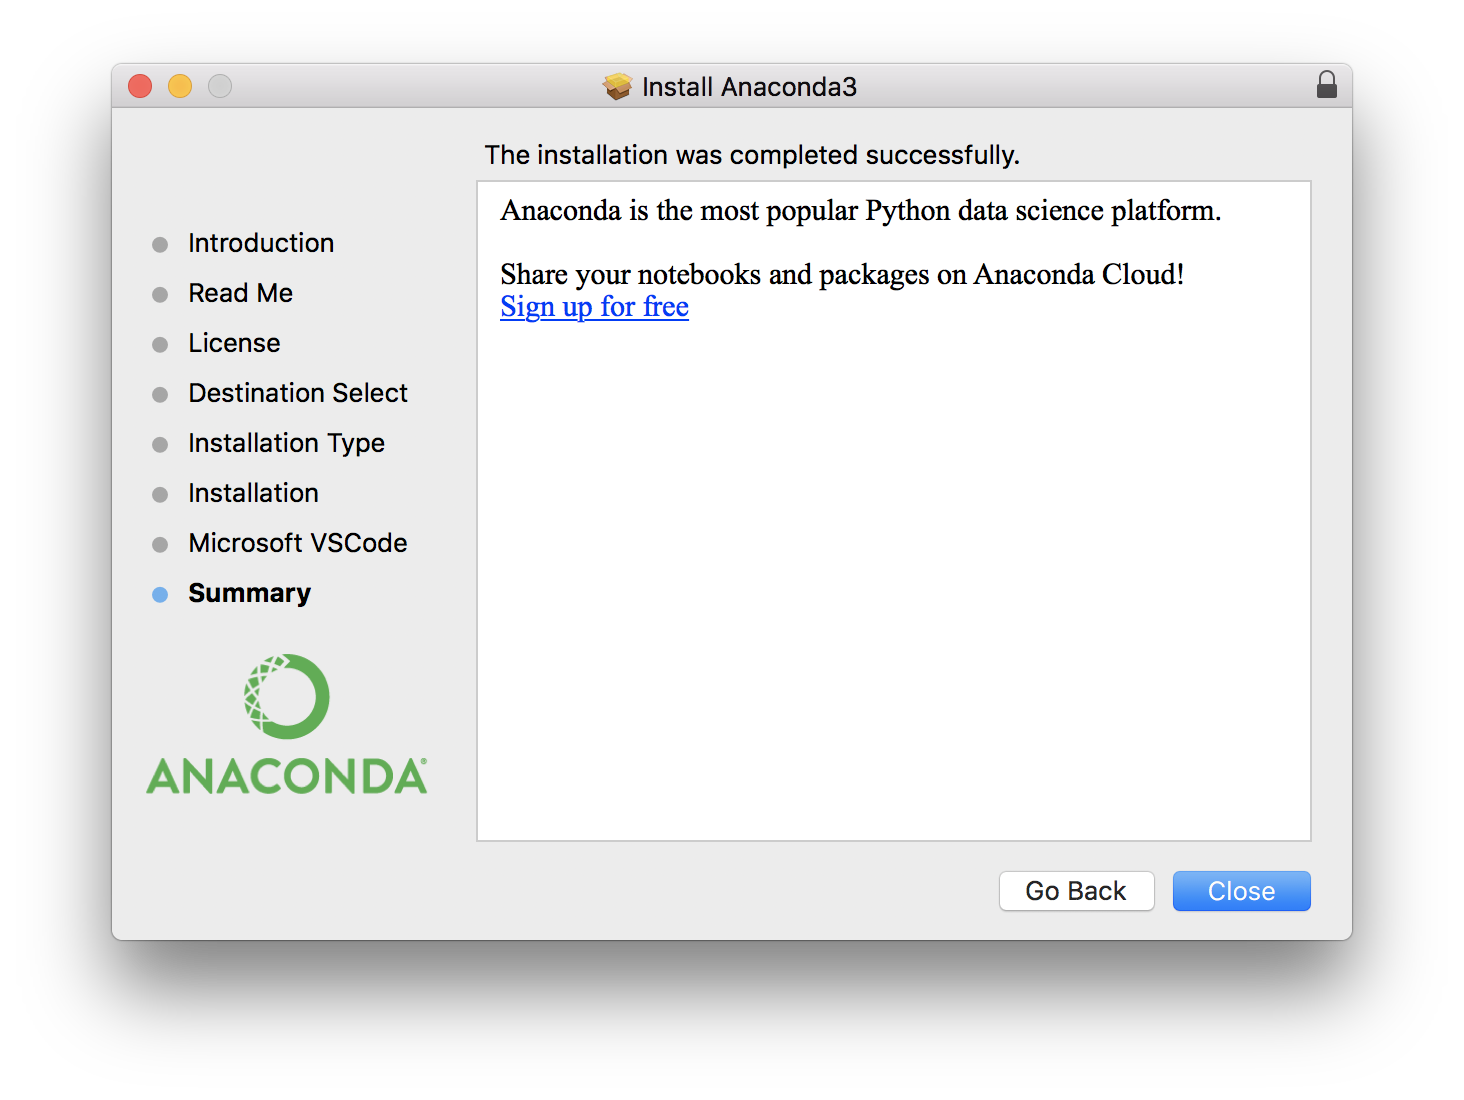 Install Anaconda3
The installation was completed successfully.
Introduction
Read Me
License
Destination Select
Installation Type
Installation
Microsoft VSCode
Summary
ANACONDA®
Anaconda is the most popular Python data science platform.
Share your notebooks and packages on Anaconda Cloud!
Sign up for free
Go Back
Close